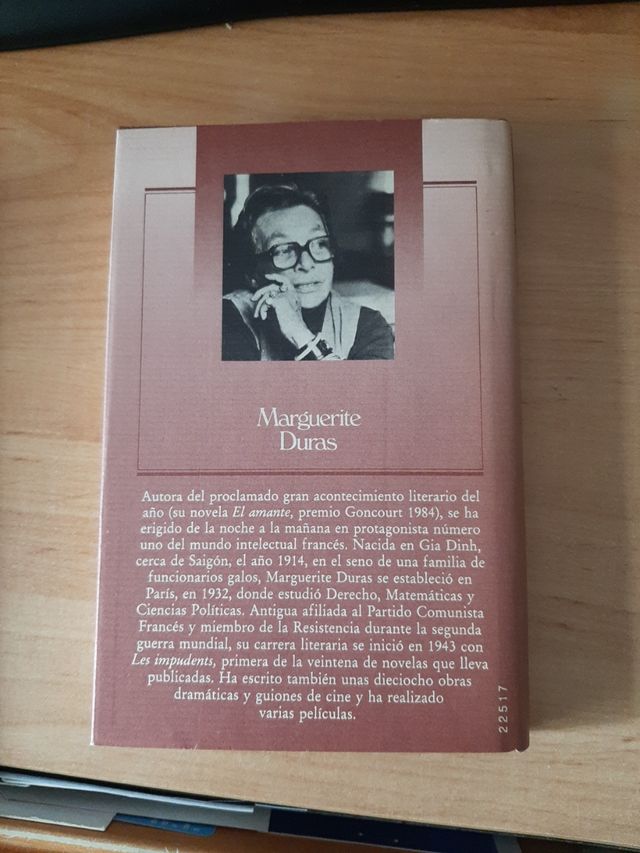 Marguerite
Duras
Autora del proclamado gran acontecimiento literario del
año (su novela El amante, premio Goncourt 1984), se ha
erigido de la noche a la mañana en protagonista número
uno del mundo intelectual francés. Nacida en Gia Dinh,
cerca de Saigón, el año 1914, en el seno de una familia de
funcionarios galos, Marguerite Duras se estableció en
París, en 1932, donde estudió Derecho, Matemáticas y
Ciencias Políticas. Antigua afiliada al Partido Comunista
Francés y miembro de la Resistencia durante la segunda
guerra mundial, su carrera literaria se inició en 1943 con
Les impudents, primera de la veintena de novelas que lleva
publicadas. Ha escrito también unas dieciocho obras
dramáticas y guiones de cine y ha realizado
varias películas.
22517